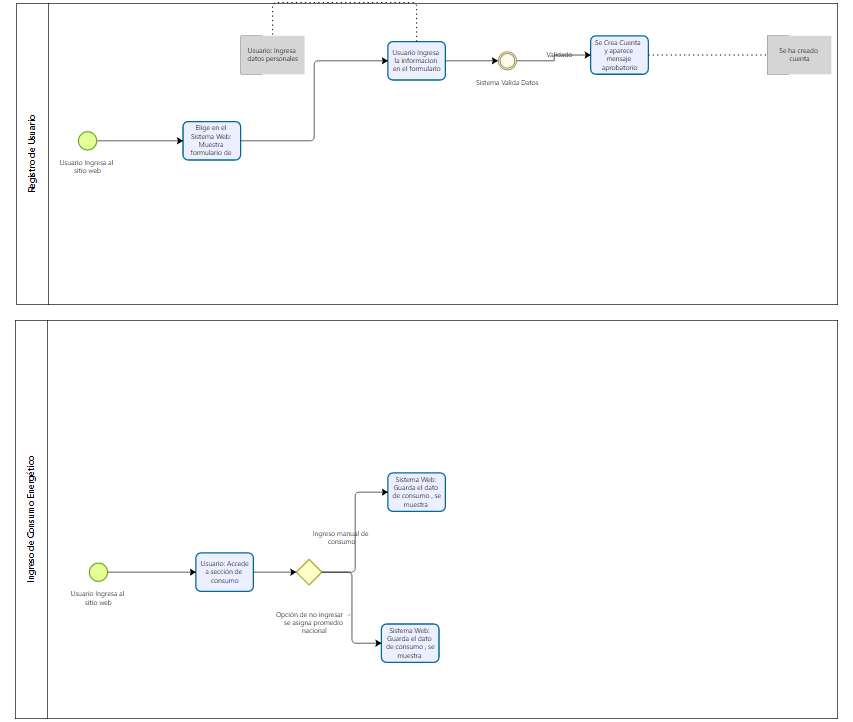 Registro de Usuario
Usuario Ingresa al
sitio web
Elige en el
Sistema Web:
Muestra
formulario de
Usuario: Ingresa
datos personales
Usuario Ingresa
la informacion
en el formulario
Sistema Valida Datos
Validado
Se Crea Cuenta
y aparece
mensaje
aprobatorio
Se ha creado
cuenta
Ingreso de Consumo Energético
Usuario Ingresa al
sitio web
Usuario: Accede
a sección de
consumo
Ingreso manual de
consumo
Sistema Web:
Guarda el dato
de consumo , se
muestra
Opción de no ingresar →
se asigna promedio
nacional
Sistema Web:
Guarda el dato
de consumo , se
muestra